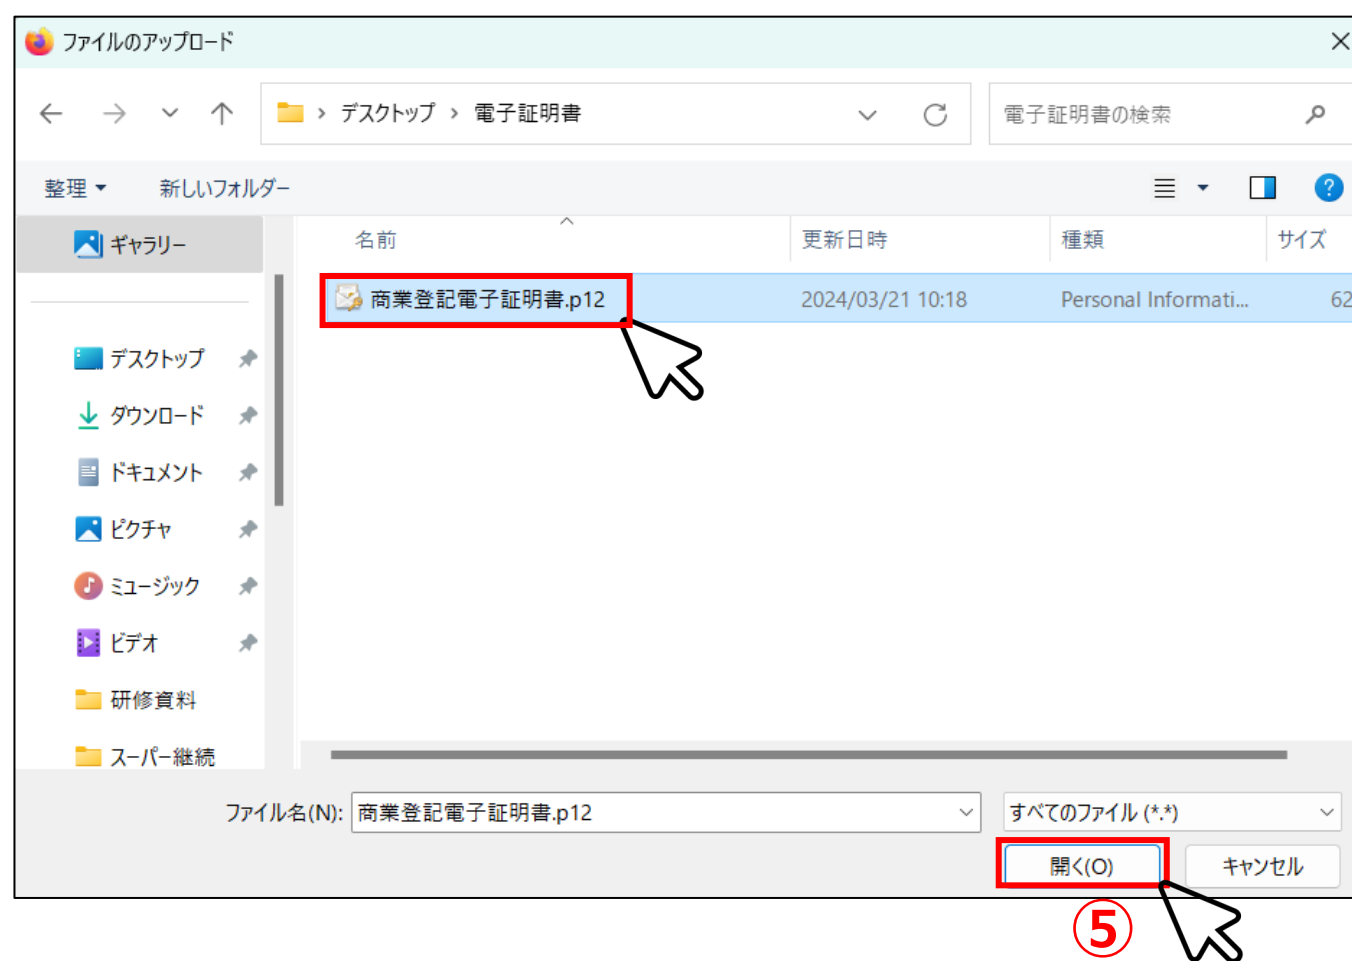 ファイルのアップロード
デスクトップ > 電子証明書
電子証明書の検索
整理
新しいフォルダー
?
ギャラリー
名前
更新日時
種類
サイズ
商業登記電子証明書.p12
2024/03/21 10:18
Personal Informati...
62
デスクトップ
ダウンロード
ドキュメント
ピクチャ
ミュージック
ビデオ
研修資料
スーパー継続
ファイル名(N):
商業登記電子証明書.p12
すべてのファイル (*.*)
開く(O)
キャンセル
⑤